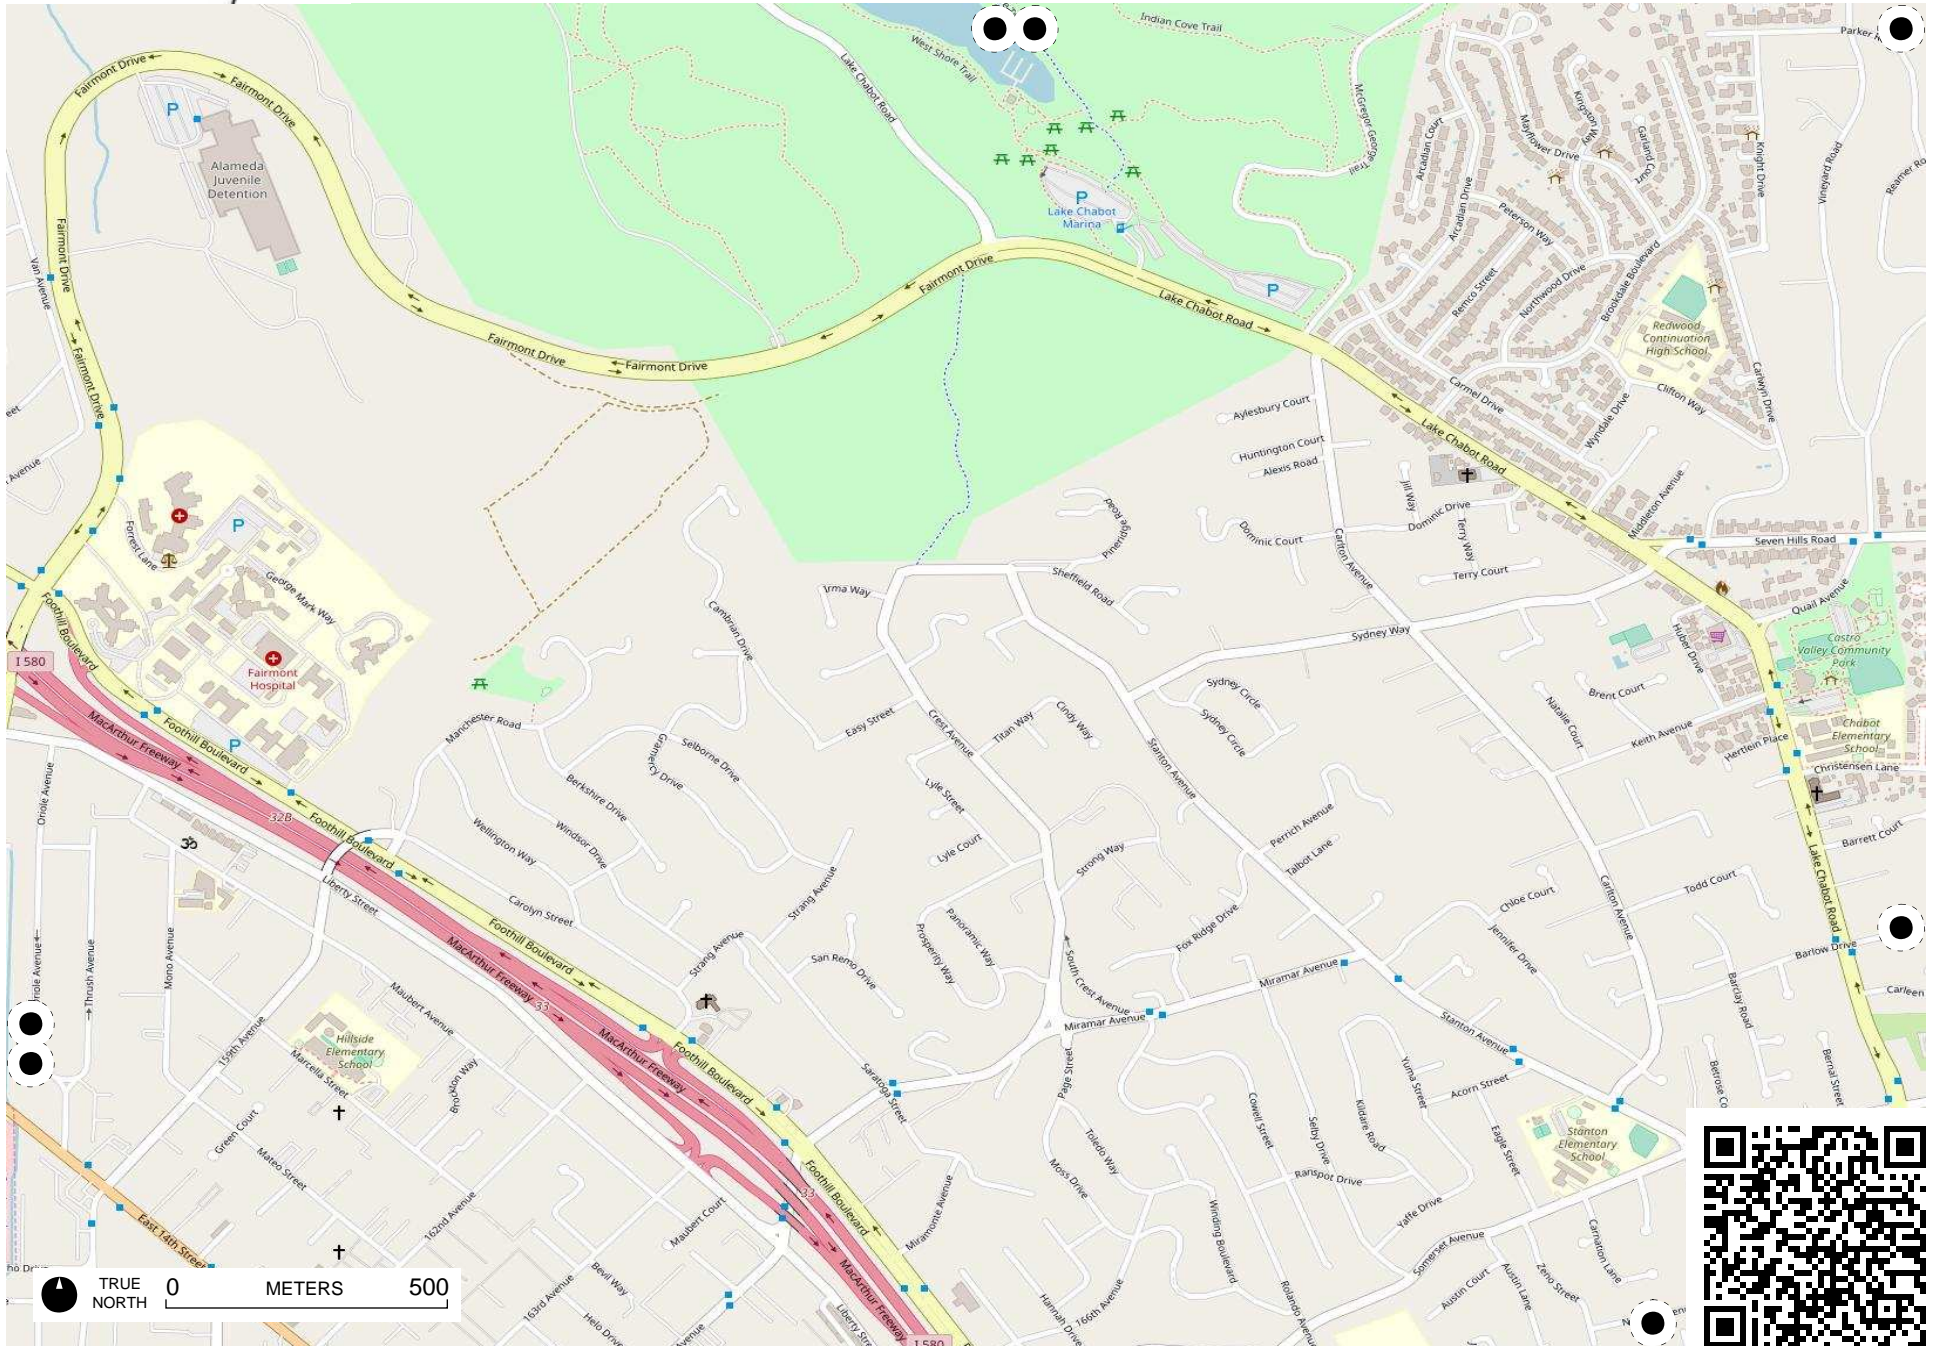 Indian Cove Trail
West Shore Trail
Lake Chabot Road
McGregor George Trail
Fairmont Drive
Fairmont Drive
Alameda
Juvenile
Detention
P
P
Lake Chabot
Marina
Arcadian Court
Mayflower Drive
Kingston Way
Garland Court
Knight Drive
Vineyard Road
Arcadian Drive
Peterson Way
Fairmont Drive
Van Avenue
Fairmont Drive
P
Lake Chabot Road
Remco Street
Northwood Drive
Brookdale Boulevard
Redwood
Continuation
High School
Fairmont Drive
Fairmont Drive
Fairmont Drive
Carlwyn Drive
Carmel Drive
Clifton Way
Wyndale Drive
Aylesbury Court
Huntington Court
Alexis Road
Lake Chabot Road
Jill Way
Middleton Avenue
Dominic Drive
Terry Way
Dominic Court
Pineridge Road
Carlton Avenue
Seven Hills Road
Forrest Lane
P
George Mark Way
Terry Court
Sheffield Road
Irma Way
Cambrian Drive
Quail Avenue
Foothill Boulevard
Sydney Way
Huber Drive
Castro
Valley Community
Park
I 580
Fairmont
Hospital
Sydney Circle
Sydney Circle
Brent Court
Natalie Court
Keith Avenue
Hertlein Place
Chabot
Elementary
School
Christensen Lane
MacArthur Freeway
Foothill Boulevard
P
Manchester Road
Easy Street
Crest Avenue
Titan Way
Cindy Way
Gramercy Drive
Selborne Drive
Stanton Avenue
Oriole Avenue
Berkshire Drive
Lyle Street
Perrich Avenue
32B
Foothill Boulevard
Wellington Way
Windsor Drive
Lyle Court
Strong Way
Talbot Lane
Barrett Court
Lake Chabot Road
Liberty Street
Carolyn Street
Strang Avenue
Carlton Avenue
Todd Court
Chloe Court
Jennifer Drive
Fox Ridge Drive
Panoramic Way
Prosperity Way
Foothill Boulevard
MacArthur Freeway
Strang Avenue
San Remo Drive
Barlow Drive
Thrush Avenue
Mono Avenue
Miramar Avenue
South Crest Avenue
Barclay Road
Carleen
Maubert Avenue
33
Miramar Avenue
Stanton Avenue
159th Avenue
Hillside
Elementary
School
MacArthur Freeway
Foothill Boulevard
Marcella Street
Brockton Way
Saratoga Street
Page Street
Yuma Street
Acorn Street
Bernal Street
Green Court
Cowell Street
Selby Drive
Kildare Road
Eagle Street
Stanton
Elementary
School
Mateo Street
Toledo Way
Moss Drive
Ranspot Drive
33
Foothill Boulevard
162nd Avenue
Maubert Court
Miramonte Avenue
Winding Boulevard
Yaffe Drive
Somerset Avenue
Carnation Lane
East 14th Street
Bevil Way
MacArthur Freeway
163rd Avenue
Hannah Drive
166th Avenue
Austin Court
Austin Lane
Zeno Street
I 580
TRUE
NORTH
0 METERS 500